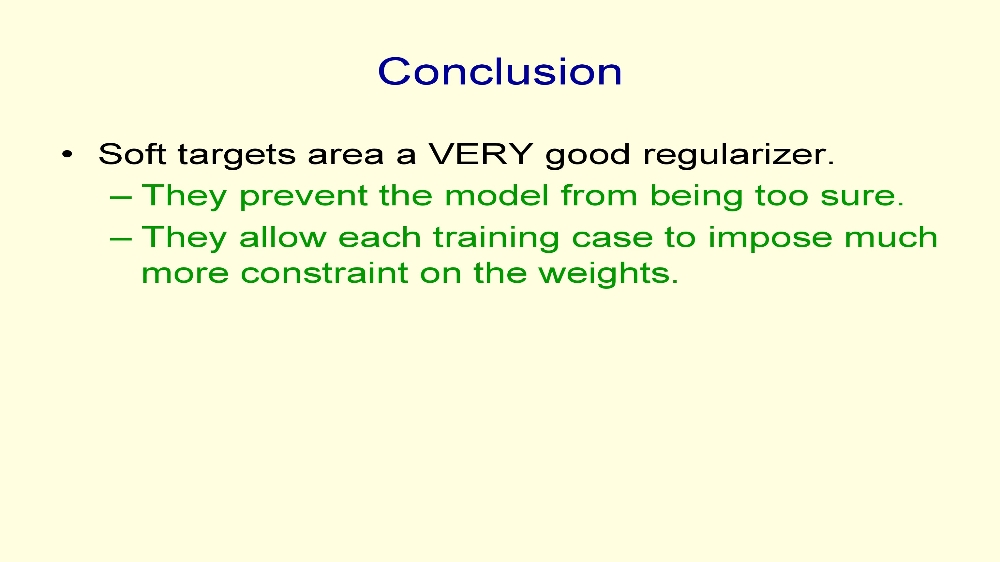 Conclusion
• Soft targets area a VERY good regularizer.
– They prevent the model from being too sure.
– They allow each training case to impose much
more constraint on the weights.